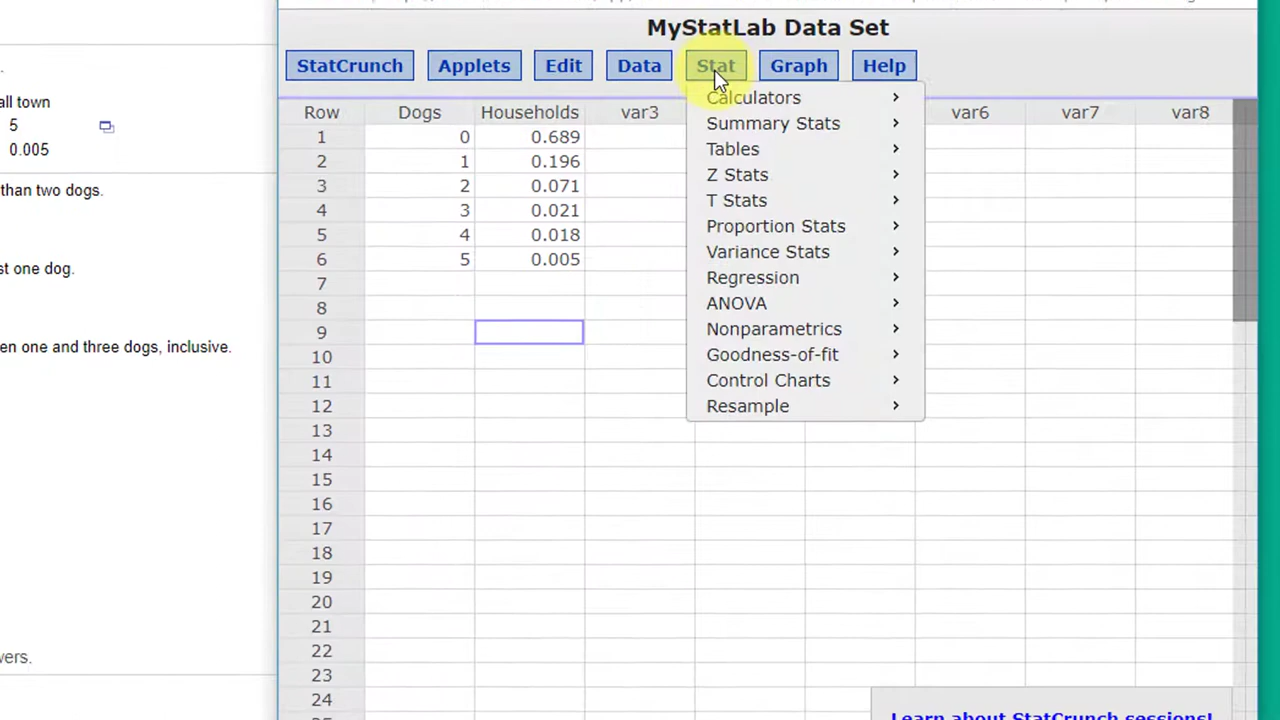 MyStatLab Data Set
StatCrunch Applets Edit Data Stat Graph Help
all town
5
0.005
than two dogs.
st one dog.
en one and three dogs, inclusive.
wers.
Row Dogs Households var3 var6 var7 var8
1 0 0.689
2 1 0.196
3 2 0.071
4 3 0.021
5 4 0.018
6 5 0.005
7
8
9
10
11
12
13
14
15
16
17
18
19
20
21
22
23
24
Calculators
Summary Stats
Tables
Z Stats
T Stats
Proportion Stats
Variance Stats
Regression
ANOVA
Nonparametrics
Goodness-of-fit
Control Charts
Resample
Learn about StatCrunch sessions!